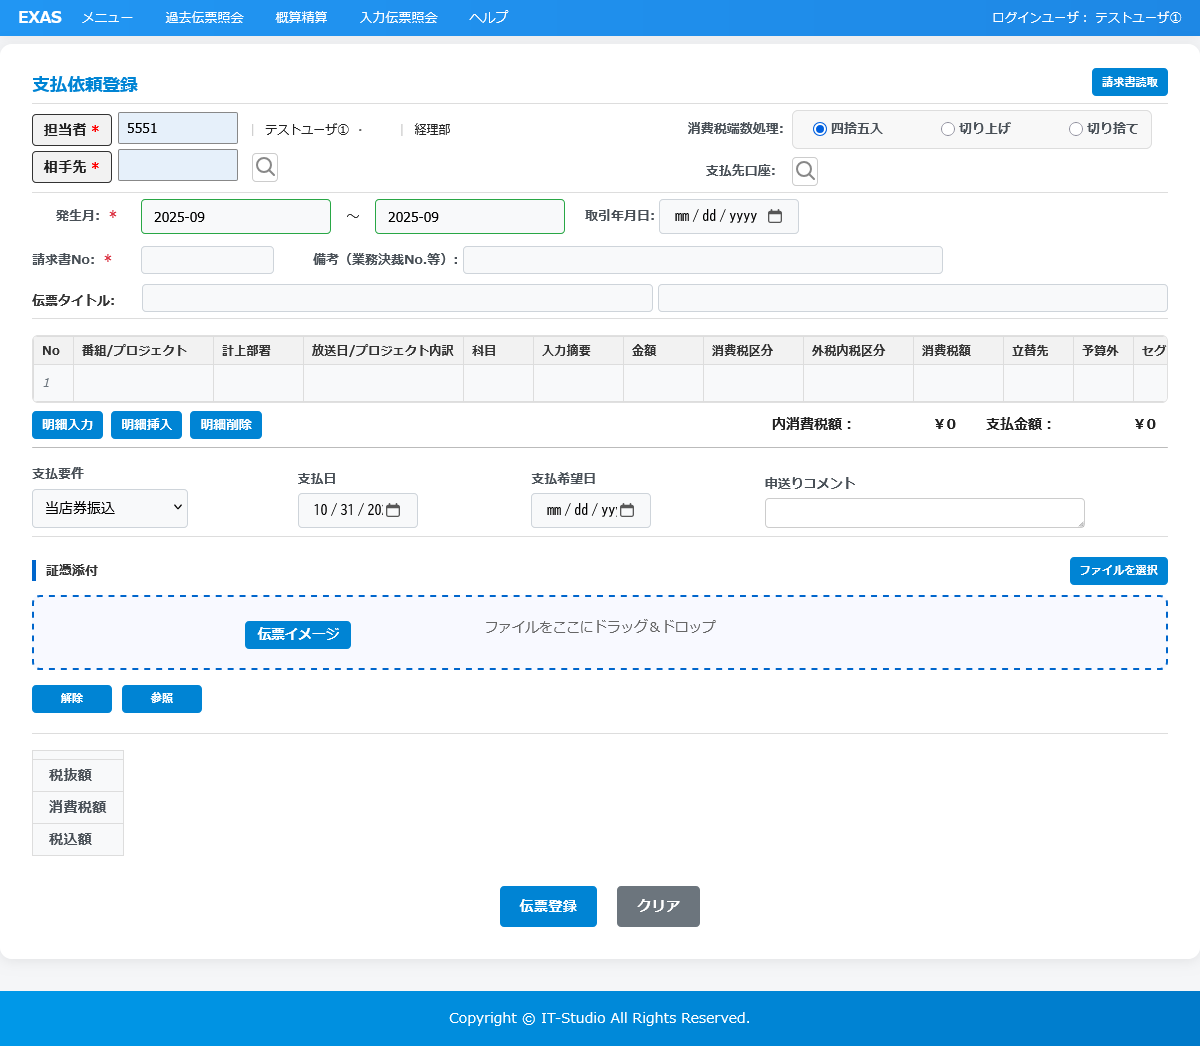 EXAS メニュー 過去伝票照会 概算精算 入力伝票照会 ヘルプ ログインユーザ： テストユーザ①
支払依頼登録 請求書読取
担当者 * 5551 | テストユーザ① ・ | 経理部 消費税端数処理: 四捨五入 切り上げ 切り捨て
相手先 * 支払先口座:
発生月: * 2025-09 ～ 2025-09 取引年月日: mm/dd/yyyy
請求書No: * 備考（業務決裁No.等）:
伝票タイトル:
No 番組/プロジェクト 計上部署 放送日/プロジェクト内訳 科目 入力摘要 金額 消費税区分 外税内税区分 消費税額 立替先 予算外 セグ
1
明細入力 明細挿入 明細削除 内消費税額： ￥0 支払金額： ￥0
支払要件 支払日 支払希望日 申送りコメント
当店券振込 10/31/202 mm/dd/yyy
証憑添付 ファイルを選択
伝票イメージ ファイルをここにドラッグ＆ドロップ
解除 参照
税抜額
消費税額
税込額
伝票登録 クリア
Copyright © IT-Studio All Rights Reserved.